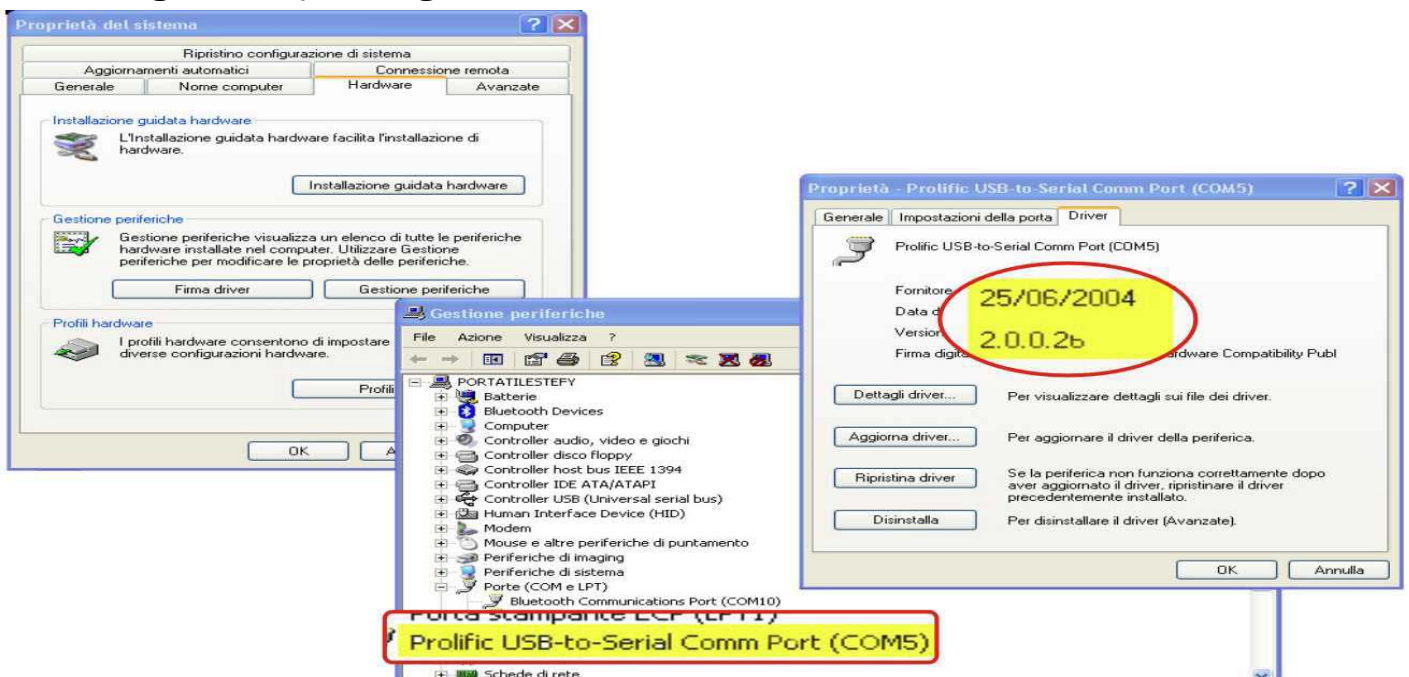 Proprietà del sistema
Ripristino configurazione di sistema
Aggiornamenti automatici
Connessione remota
Generale
Nome computer
Hardware
Avanzate
Installazione guidata hardware
L'Installazione guidata hardware facilita l'installazione di
hardware.
Installazione guidata hardware
Gestione periferiche
Gestione periferiche visualizza un elenco di tutte le periferiche
hardware installate nel computer. Utilizzare Gestione
periferiche per modificare le proprietà delle periferiche.
Firma driver
Gestione periferiche
Profili hardware
I profili hardware consentono di impostare
diverse configurazioni hardware.
Profili
OK
A
Gestione periferiche
File Azione Visualizza ?
PORTATILESTEFY
Batterie
Bluetooth Devices
Computer
Controller audio, video e giochi
Controller disco floppy
Controller host bus IEEE 1394
Controller IDE ATA/ATAPI
Controller USB (Universal serial bus)
Human Interface Device (HID)
Modem
Mouse e altre periferiche di puntamento
Periferiche di imaging
Periferiche di sistema
Porte (COM e LPT)
Bluetooth Communications Port (COM10)
Porta stampante ECP (LPT1)
Prolific USB-to-Serial Comm Port (COM5)
Schede di rete
Proprietà - Prolific USB-to-Serial Comm Port (COM5)
Generale
Impostazioni della porta
Driver
Prolific USB-to-Serial Comm Port (COM5)
Fornitore
Data d
25/06/2004
Version
2.0.0.26
Firma digita
rdware Compatibility Publ
Dettagli driver...
Per visualizzare dettagli sui file dei driver.
Aggiorna driver...
Per aggiornare il driver della periferica.
Ripristina driver
Se la periferica non funziona correttamente dopo
aver aggiornato il driver, ripristinare il driver
precedentemente installato.
Disinstalla
Per disinstallare il driver (Avanzate).
OK
Annulla